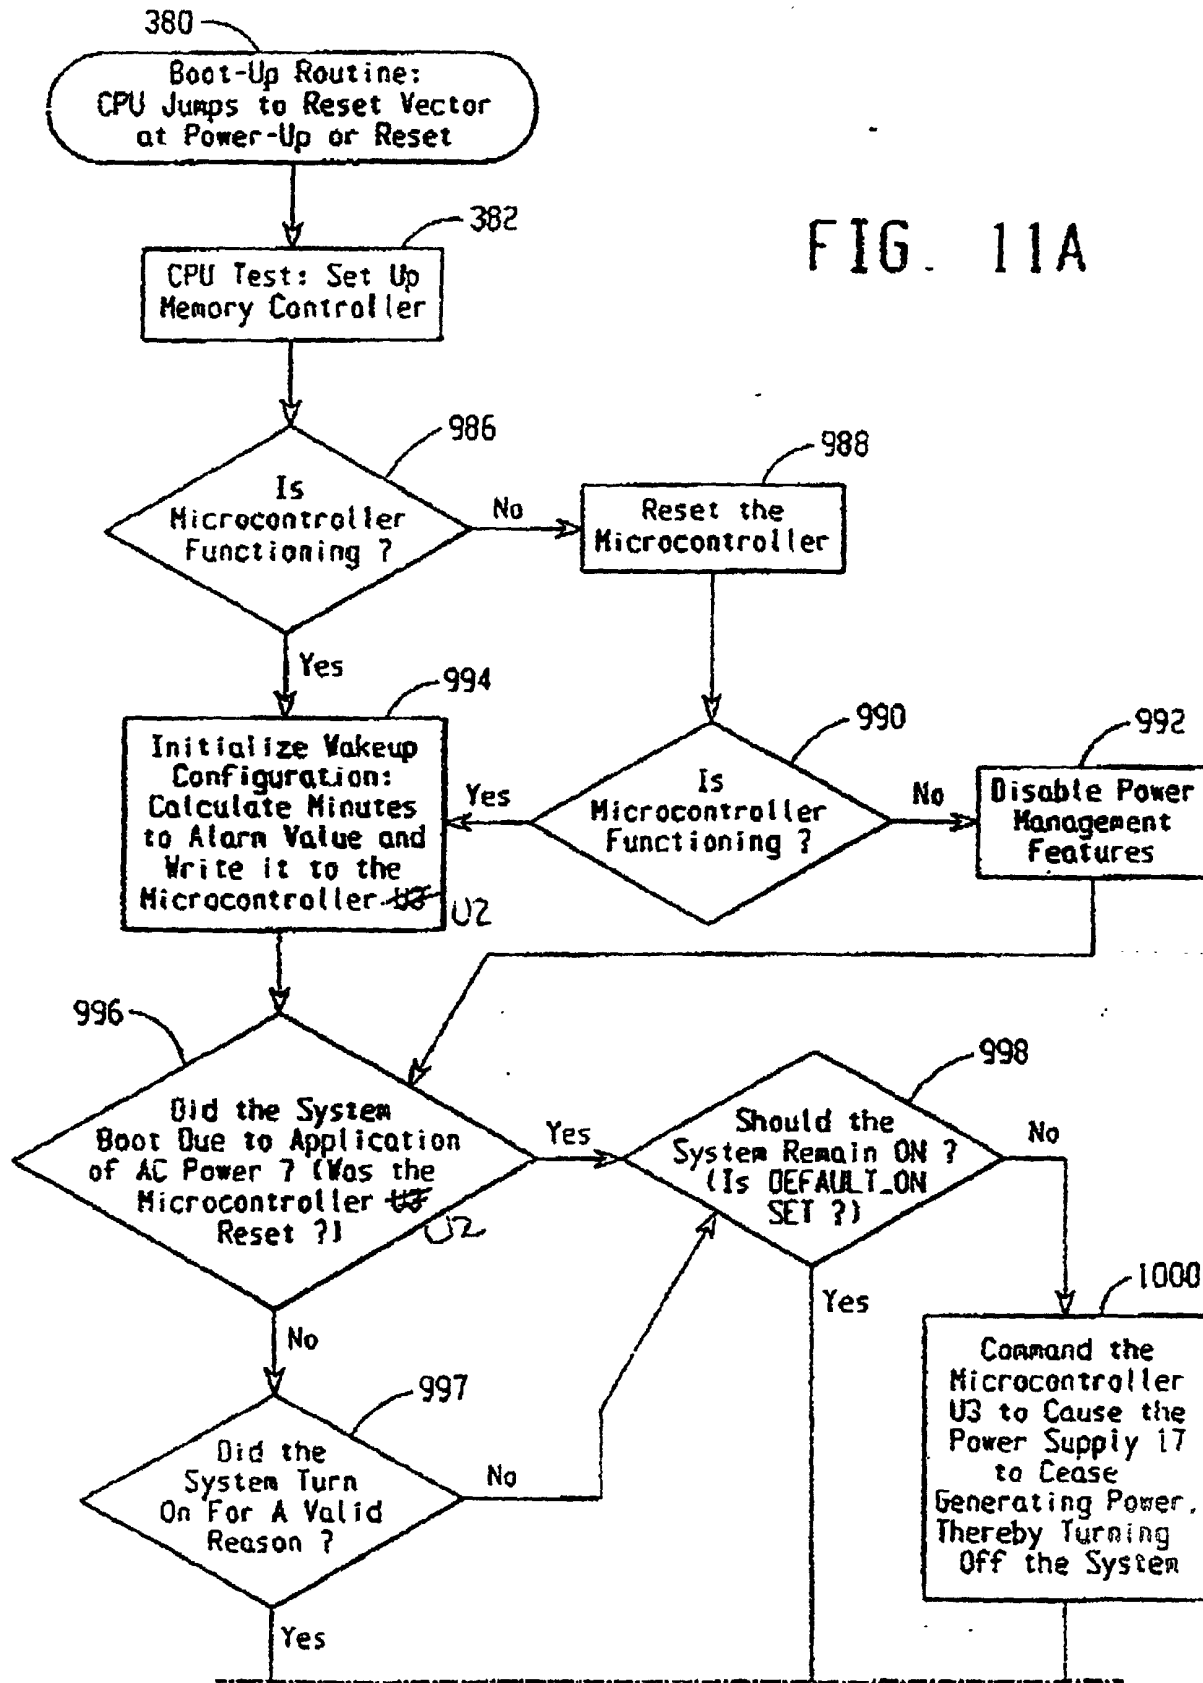 380
Boot-Up Routine:
CPU Jumps to Reset Vector
at Power-Up or Reset
382
FIG. 11A
CPU Test: Set Up
Memory Controller
986
Is
Microcontroller
Functioning ?
No
988
Reset the
Microcontroller
Yes
994
Initialize Wakeup
Configuration:
Calculate Minutes
to Alarm Value and
Write it to the
Microcontroller U3 U2
Yes
990
Is
Microcontroller
Functioning ?
No
992
Disable Power
Management
Features
996
Did the System
Boot Due to Application
of AC Power ? (Was the
Microcontroller U3
Reset ?) U2
Yes
998
Should the
System Remain ON ?
(Is DEFAULT_ON
SET ?)
No
Yes
1000
Command the
Microcontroller
U3 to Cause the
Power Supply 17
to Cease
Generating Power,
Thereby Turning
Off the System
No
997
Did the
System Turn
On For A Valid
Reason ?
No
Yes